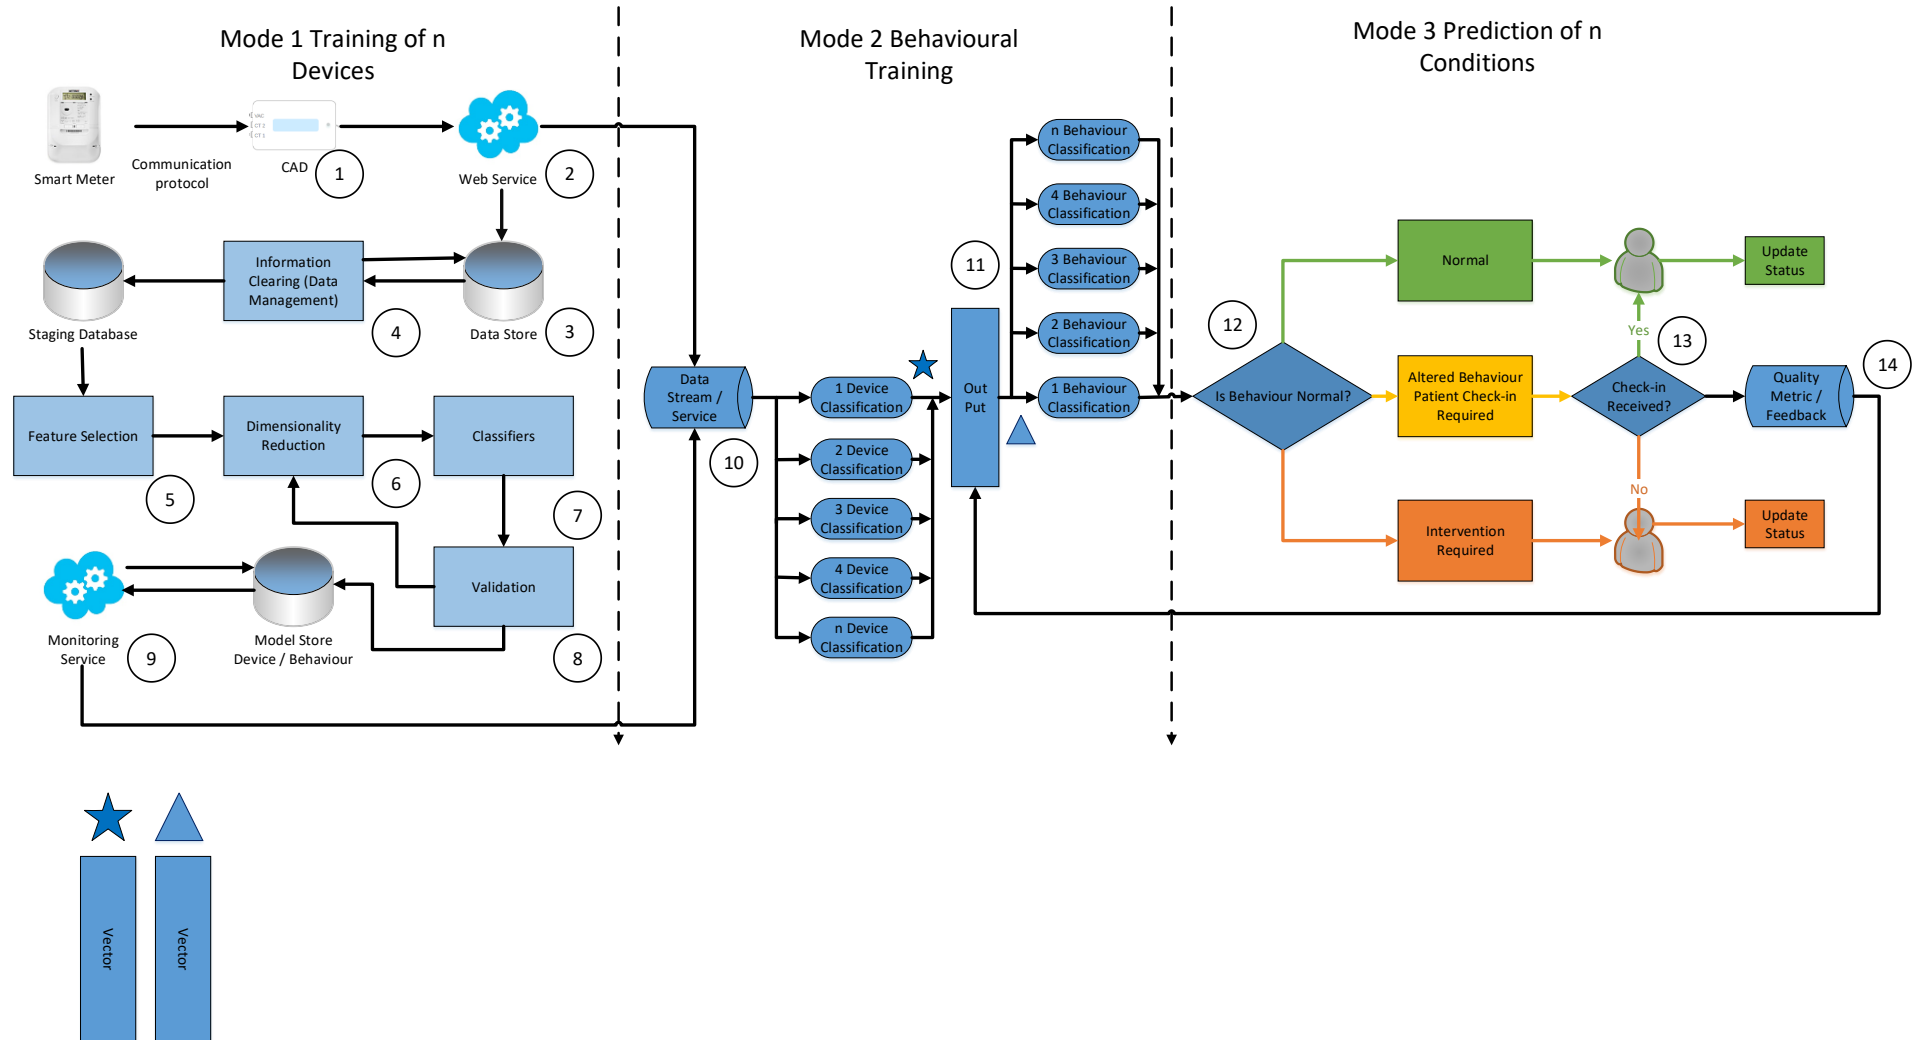 Mode 1 Training of n
Devices
Mode 2 Behavioural
Training
Mode 3 Prediction of n
Conditions
Smart Meter
Communication
protocol
VAC
CT 2
CT 1
CAD
1
Web Service
2
Staging Database
Information
Clearing (Data
Management)
4
Data Store
3
Feature Selection
5
Dimensionality
Reduction
6
Classifiers
7
Validation
8
Monitoring
Service
9
Model Store
Device / Behaviour
Data
Stream /
Service
10
1 Device
Classification
2 Device
Classification
3 Device
Classification
4 Device
Classification
n Device
Classification
11
Out
Put
n Behaviour
Classification
4 Behaviour
Classification
3 Behaviour
Classification
2 Behaviour
Classification
1 Behaviour
Classification
12
Is Behaviour Normal?
Normal
Update
Status
Altered Behaviour
Patient Check-in
Required
Yes
13
Check-in
Received?
No
Quality
Metric /
Feedback
14
Intervention
Required
Update
Status
Vector
Vector